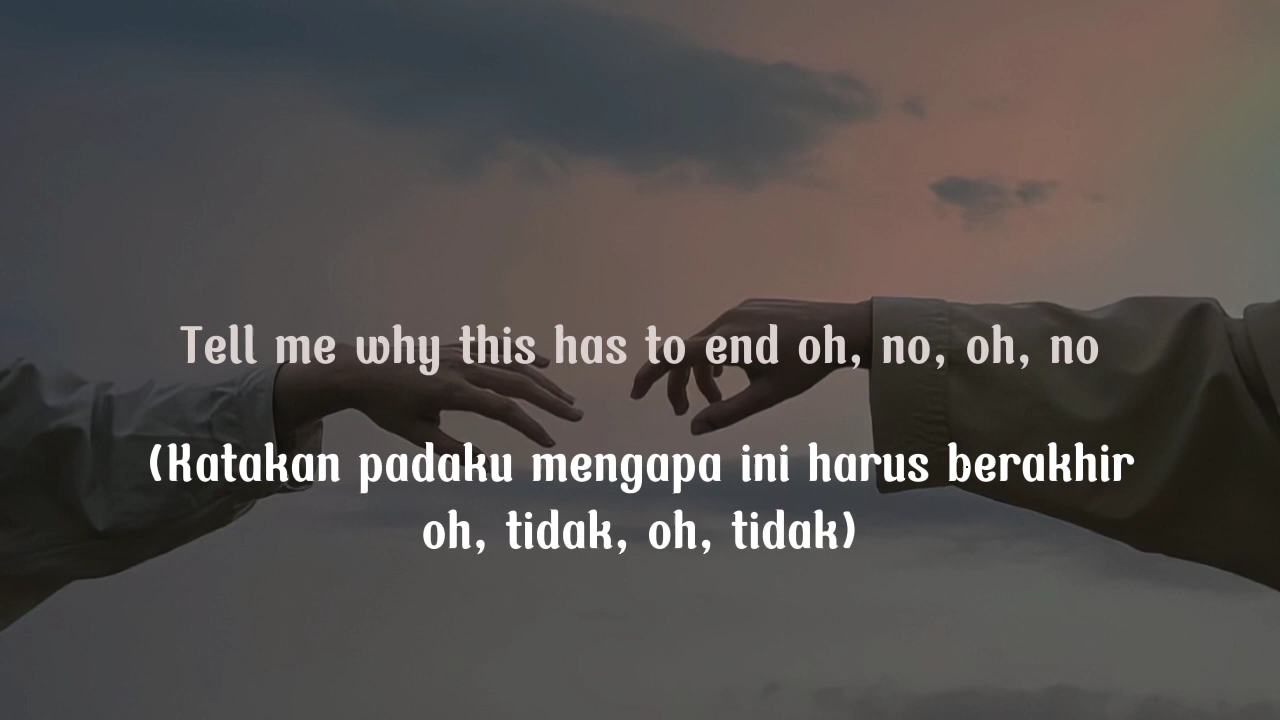 Tell me why this has to end oh, no, oh, no
(Katakan padaku mengapa ini harus berakhir
oh, tidak, oh, tidak)